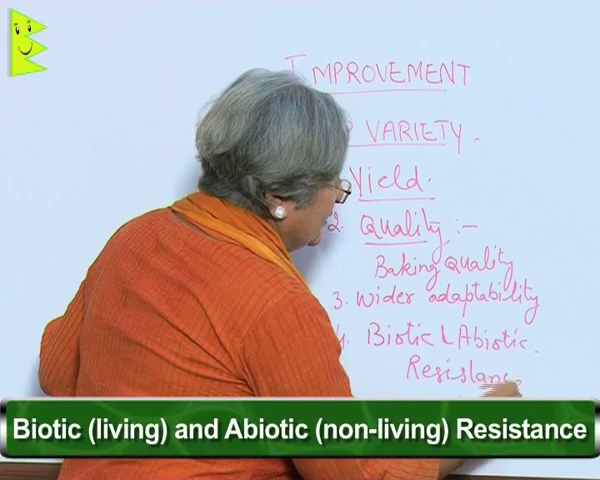 IMPROVEMENT
VARIETY.
Yield.
2. Quality :-
Baking Quality
3. Wider adaptability
4. Biotic & Abiotic.
Resistance
Biotic (living) and Abiotic (non-living) Resistance